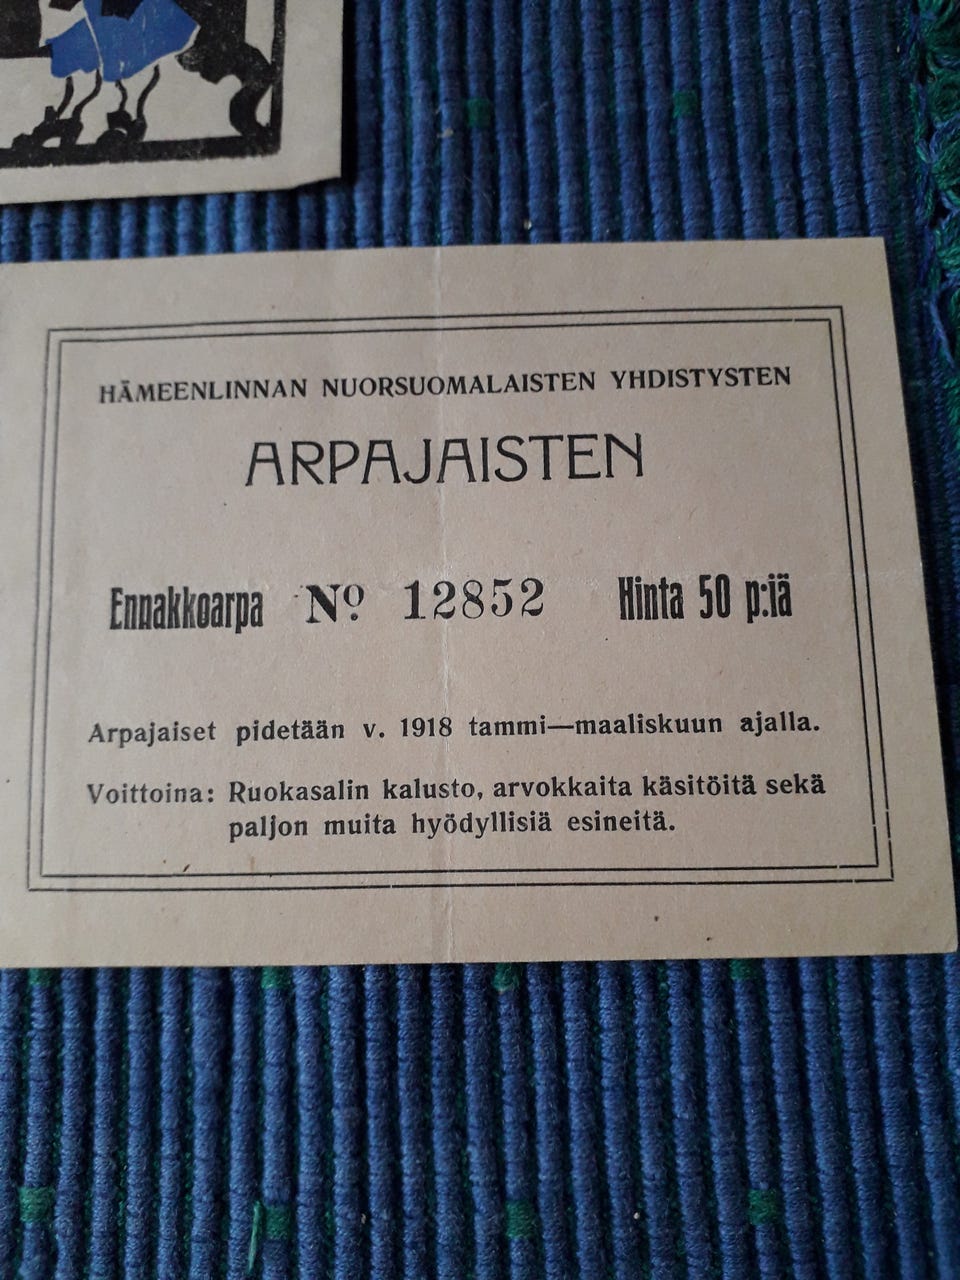 HÄMEENLINNAN NUORSUOMALAISTEN YHDISTYSTEN
ARPAJAISTEN
Ennakkoarpa Nº 12852 Hinta 50 p:iä
Arpajaiset pidetään v. 1918 tammi—maaliskuun ajalla.
Voittoina: Ruokasalin kalusto, arvokkaita käsitöitä sekä
paljon muita hyödyllisiä esineitä.